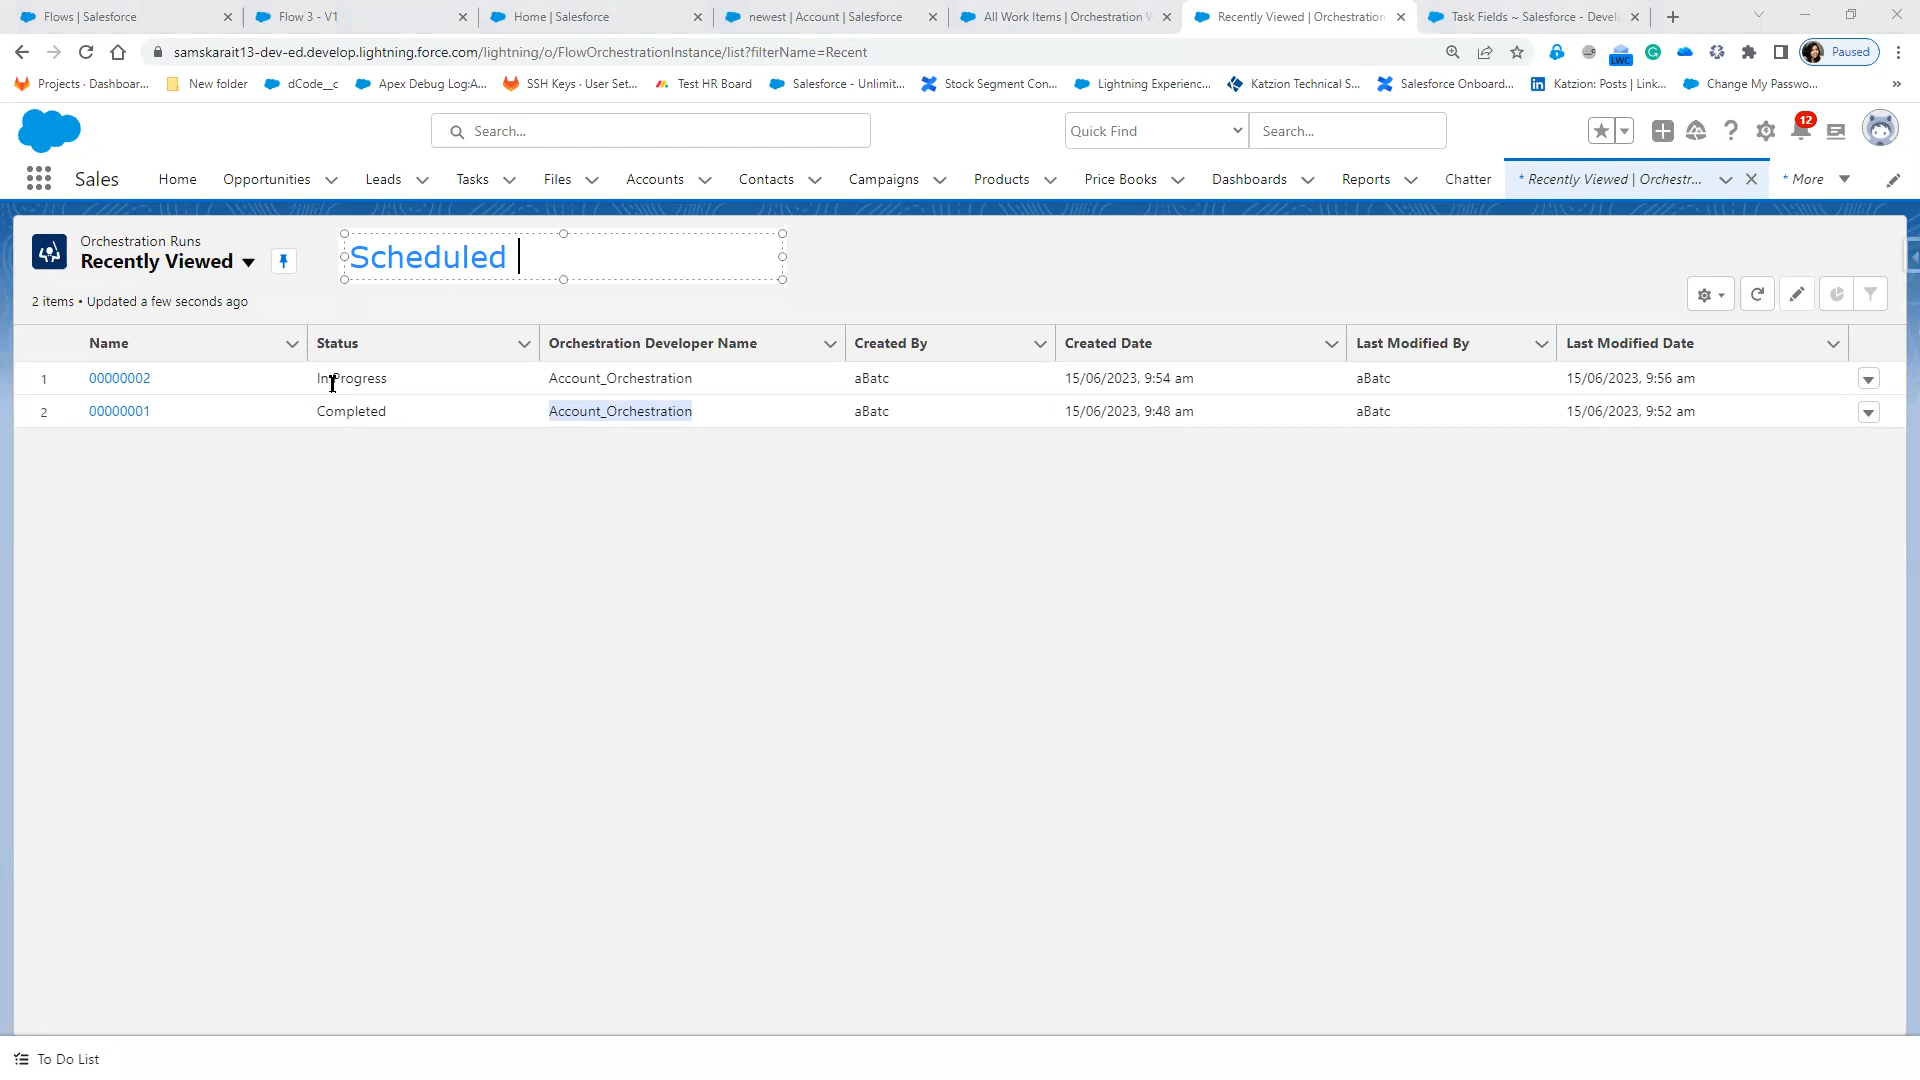 Flows | Salesforce
Flow 3 - V1
Home | Salesforce
newest | Account | Salesforce
All Work Items | Orchestration W
Recently Viewed | Orchestration
Task Fields ~ Salesforce - Devel
samskarait13-dev-ed.develop.lightning.force.com/lightning/o/FlowOrchestrationInstance/list?filterName=Recent
LWC
Paused
Projects · Dashboar...
New folder
dCode__c
Apex Debug Log:A...
SSH Keys · User Set...
Test HR Board
Salesforce - Unlimit...
Stock Segment Con...
Lightning Experienc...
Katzion Technical S...
Salesforce Onboard...
Katzion: Posts | Link...
Change My Passwo...
»
Search...
Quick Find
Search...
12
Sales
Home
Opportunities
Leads
Tasks
Files
Accounts
Contacts
Campaigns
Products
Price Books
Dashboards
Reports
Chatter
* Recently Viewed | Orchestr...
* More
Orchestration Runs
Recently Viewed
Scheduled
2 items • Updated a few seconds ago
Name Status Orchestration Developer Name Created By Created Date Last Modified By Last Modified Date
1 00000002 InProgress Account_Orchestration aBatc 15/06/2023, 9:54 am aBatc 15/06/2023, 9:56 am
2 00000001 Completed Account_Orchestration aBatc 15/06/2023, 9:48 am aBatc 15/06/2023, 9:52 am
To Do List